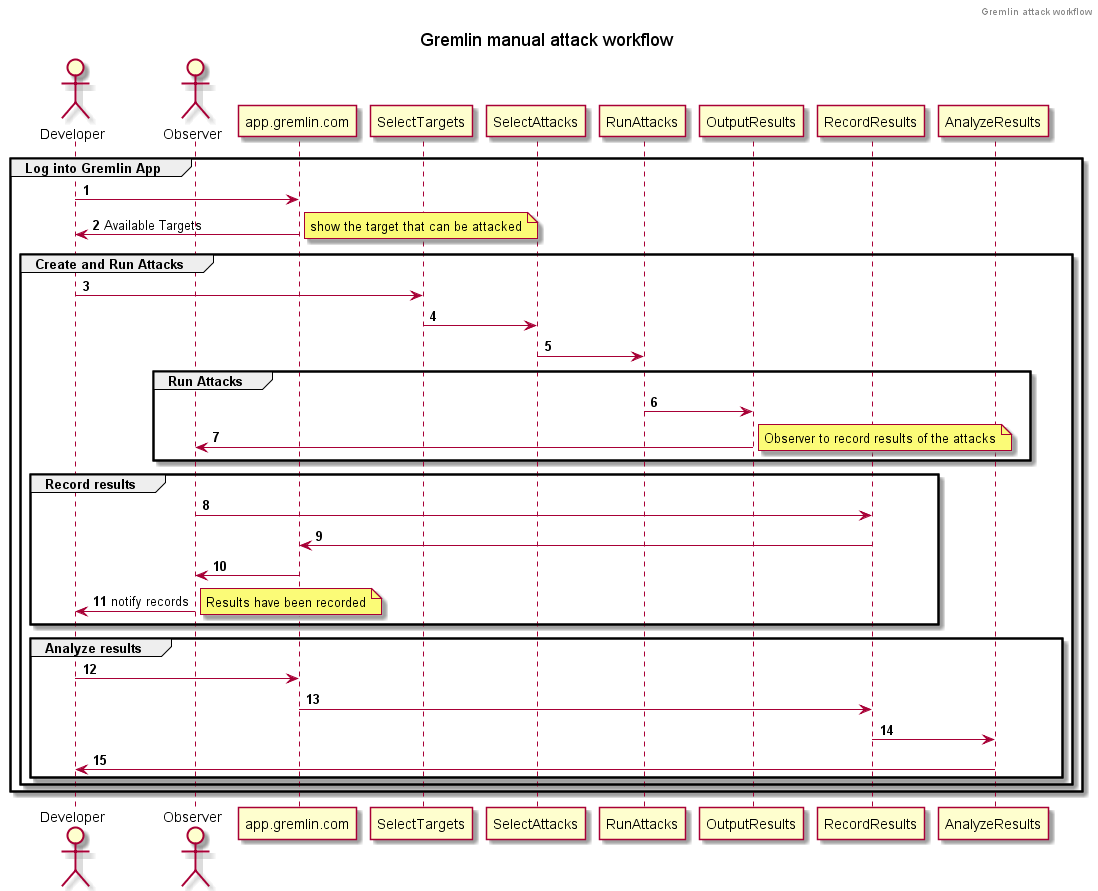 Gremlin attack workflow
Gremlin manual attack workflow
Developer
Observer
app.gremlin.com
SelectTargets
SelectAttacks
RunAttacks
OutputResults
RecordResults
AnalyzeResults
Log into Gremlin App
1
2 Available Targets
show the target that can be attacked
Create and Run Attacks
3
4
5
Run Attacks
6
7
Observer to record results of the attacks
Record results
8
9
10
11 notify records
Results have been recorded
Analyze results
12
13
14
15
Developer
Observer
app.gremlin.com
SelectTargets
SelectAttacks
RunAttacks
OutputResults
RecordResults
AnalyzeResults